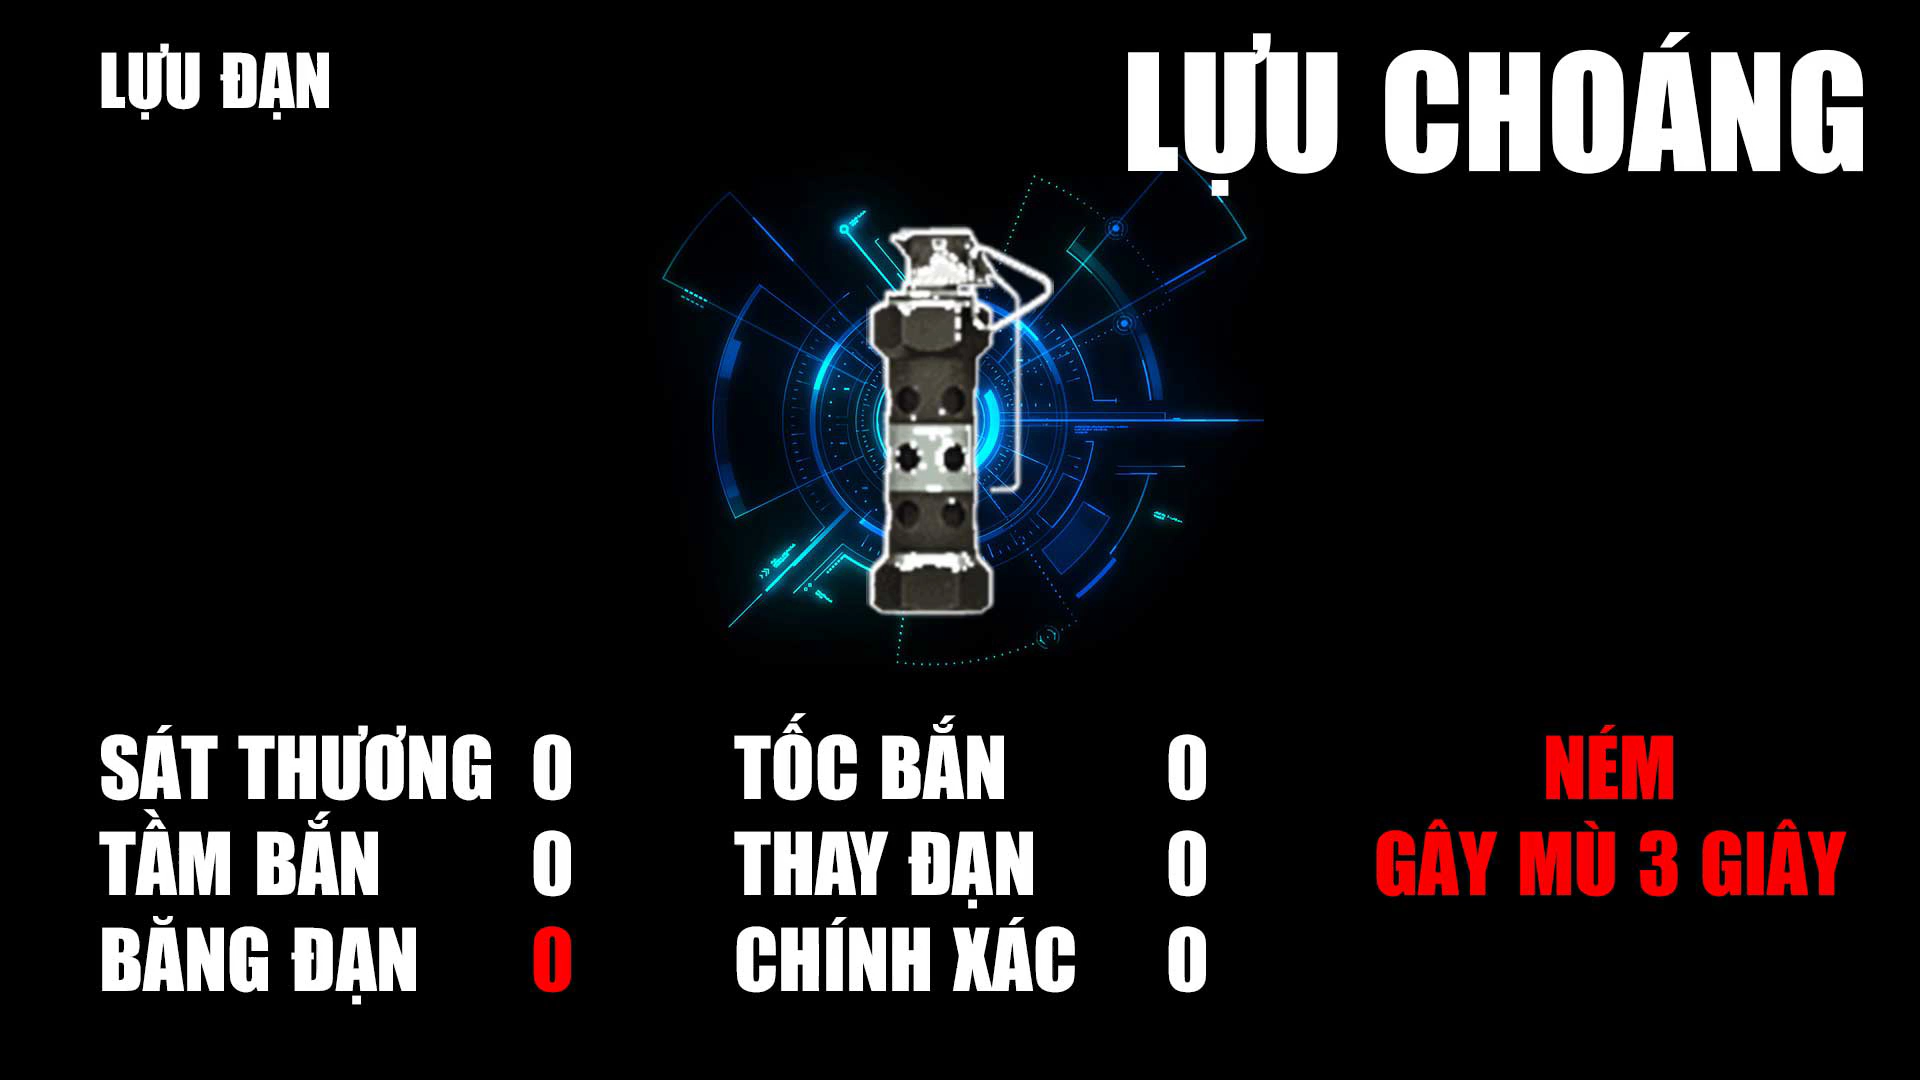 LỰU ĐẠN
LỰU CHOÁNG
SÁT THƯƠNG 0
TỐC BẮN 0
NÉM
TẦM BẮN 0
THAY ĐẠN 0
GÂY MÙ 3 GIÂY
BĂNG ĐẠN 0
CHÍNH XÁC 0